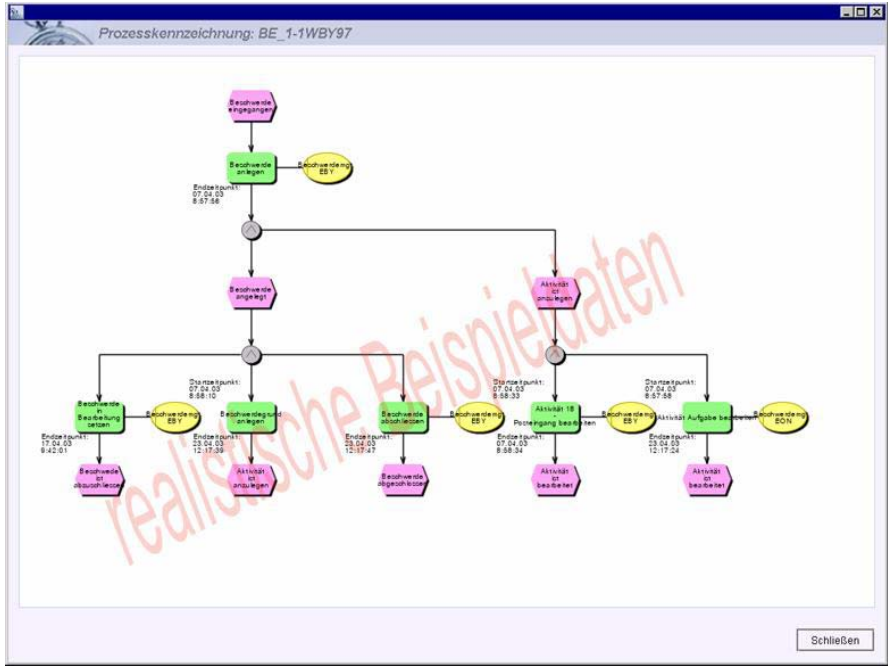 Prozesskennzeichnung: BE_1-1WBY97
Beschwerde
eingegangen
Beschwerde
anlegen
Beschwerdemg
EBY
Endzeitpunkt:
07.04.03
8:57:56
Beschwerde
angelegt
Aktivität
ist
anzulegen
Startzeitpunkt:
07.04.03
8:58:10
Startzeitpunkt:
07.04.03
8:58:33
Startzeitpunkt:
07.04.03
7:57:58
Beschwerde
in
Bearbeitung
setzen
Beschwerdemgt
EBY
Beschwerdegrund
anlegen
Beschwerde
abschliessen
Beschwerdemgt
EBY
Aktivität 18
-
Posteingang bearbeiten
Beschwerdemgt
EBY
Aktivität Aufgabe bearbeiten
Beschwerdemgt
EON
Endzeitpunkt:
17.04.03
9:42:01
Endzeitpunkt:
23.04.03
12:17:39
Endzeitpunkt:
23.04.03
12:17:47
Endzeitpunkt:
07.04.03
8:58:34
Endzeitpunkt:
23.04.03
12:17:24
Beschwede
ist
abzuschliessen
Aktivität
ist
anzulegen
Beschwerde
abgeschlossen
Aktivität
ist
bearbeitet
Aktivität
ist
bearbeitet
realistische Beispieldaten
Schließen